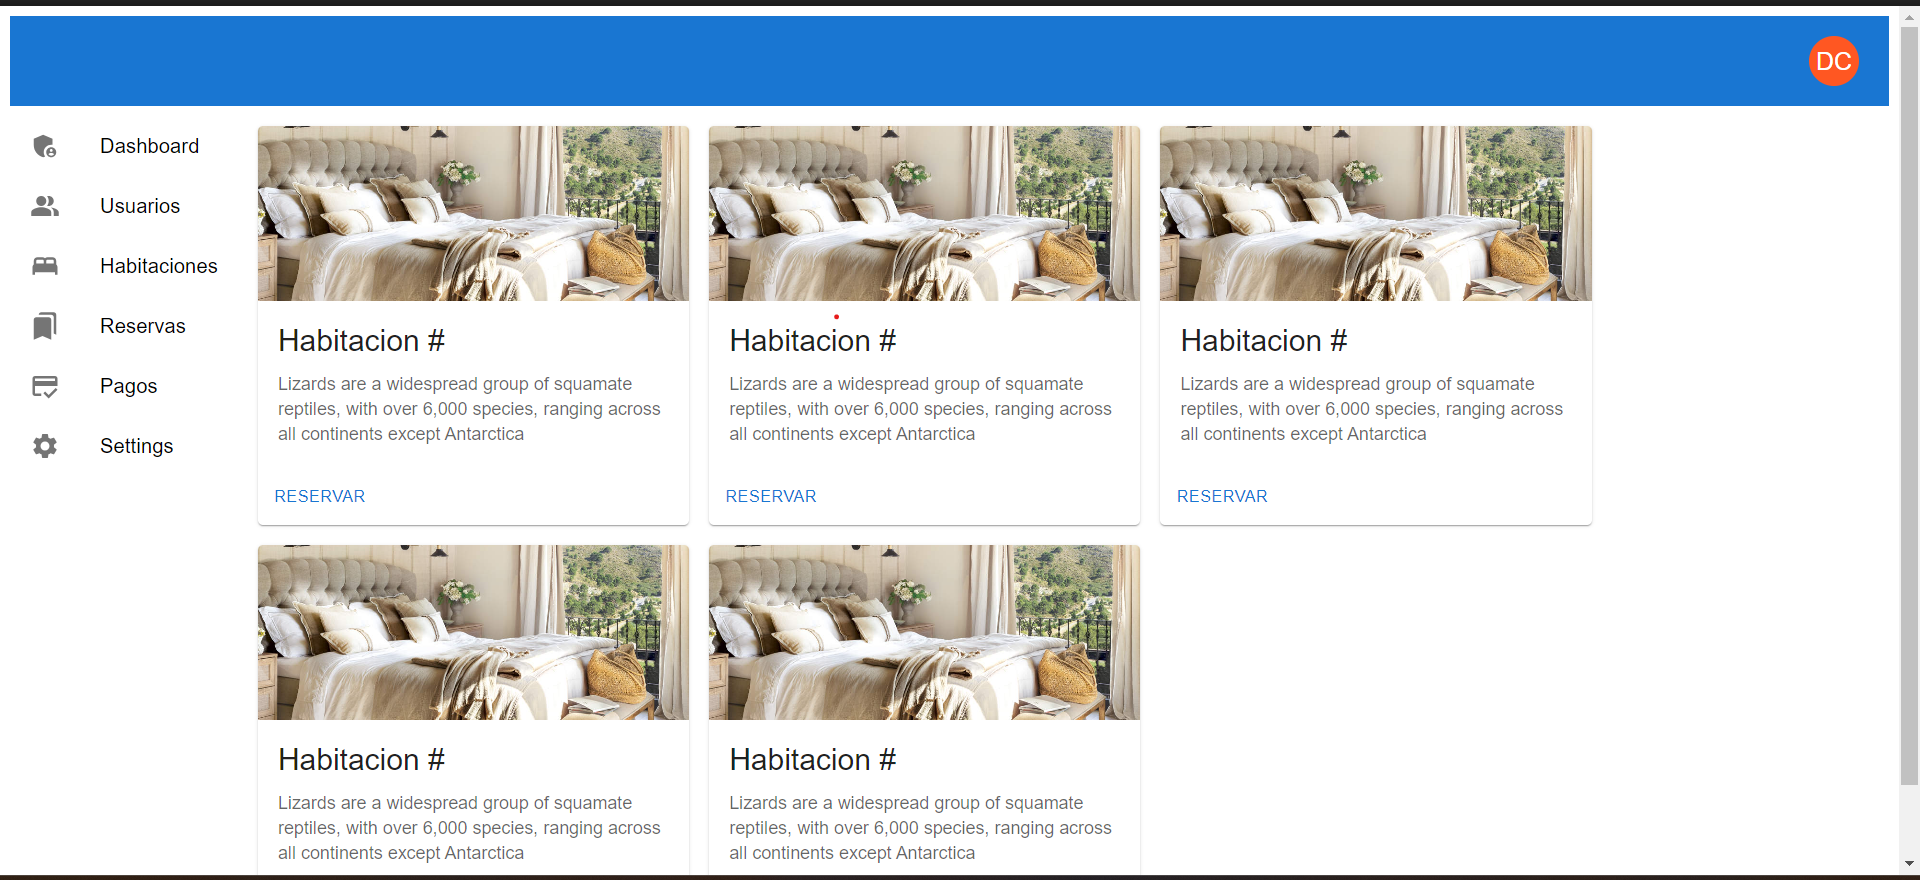 DC
Dashboard
Usuarios
Habitaciones
Reservas
Pagos
Settings
Habitacion #
Lizards are a widespread group of squamate
reptiles, with over 6,000 species, ranging across
all continents except Antarctica
RESERVAR
Habitacion #
Lizards are a widespread group of squamate
reptiles, with over 6,000 species, ranging across
all continents except Antarctica
RESERVAR
Habitacion #
Lizards are a widespread group of squamate
reptiles, with over 6,000 species, ranging across
all continents except Antarctica
RESERVAR
Habitacion #
Lizards are a widespread group of squamate
reptiles, with over 6,000 species, ranging across
all continents except Antarctica
Habitacion #
Lizards are a widespread group of squamate
reptiles, with over 6,000 species, ranging across
all continents except Antarctica